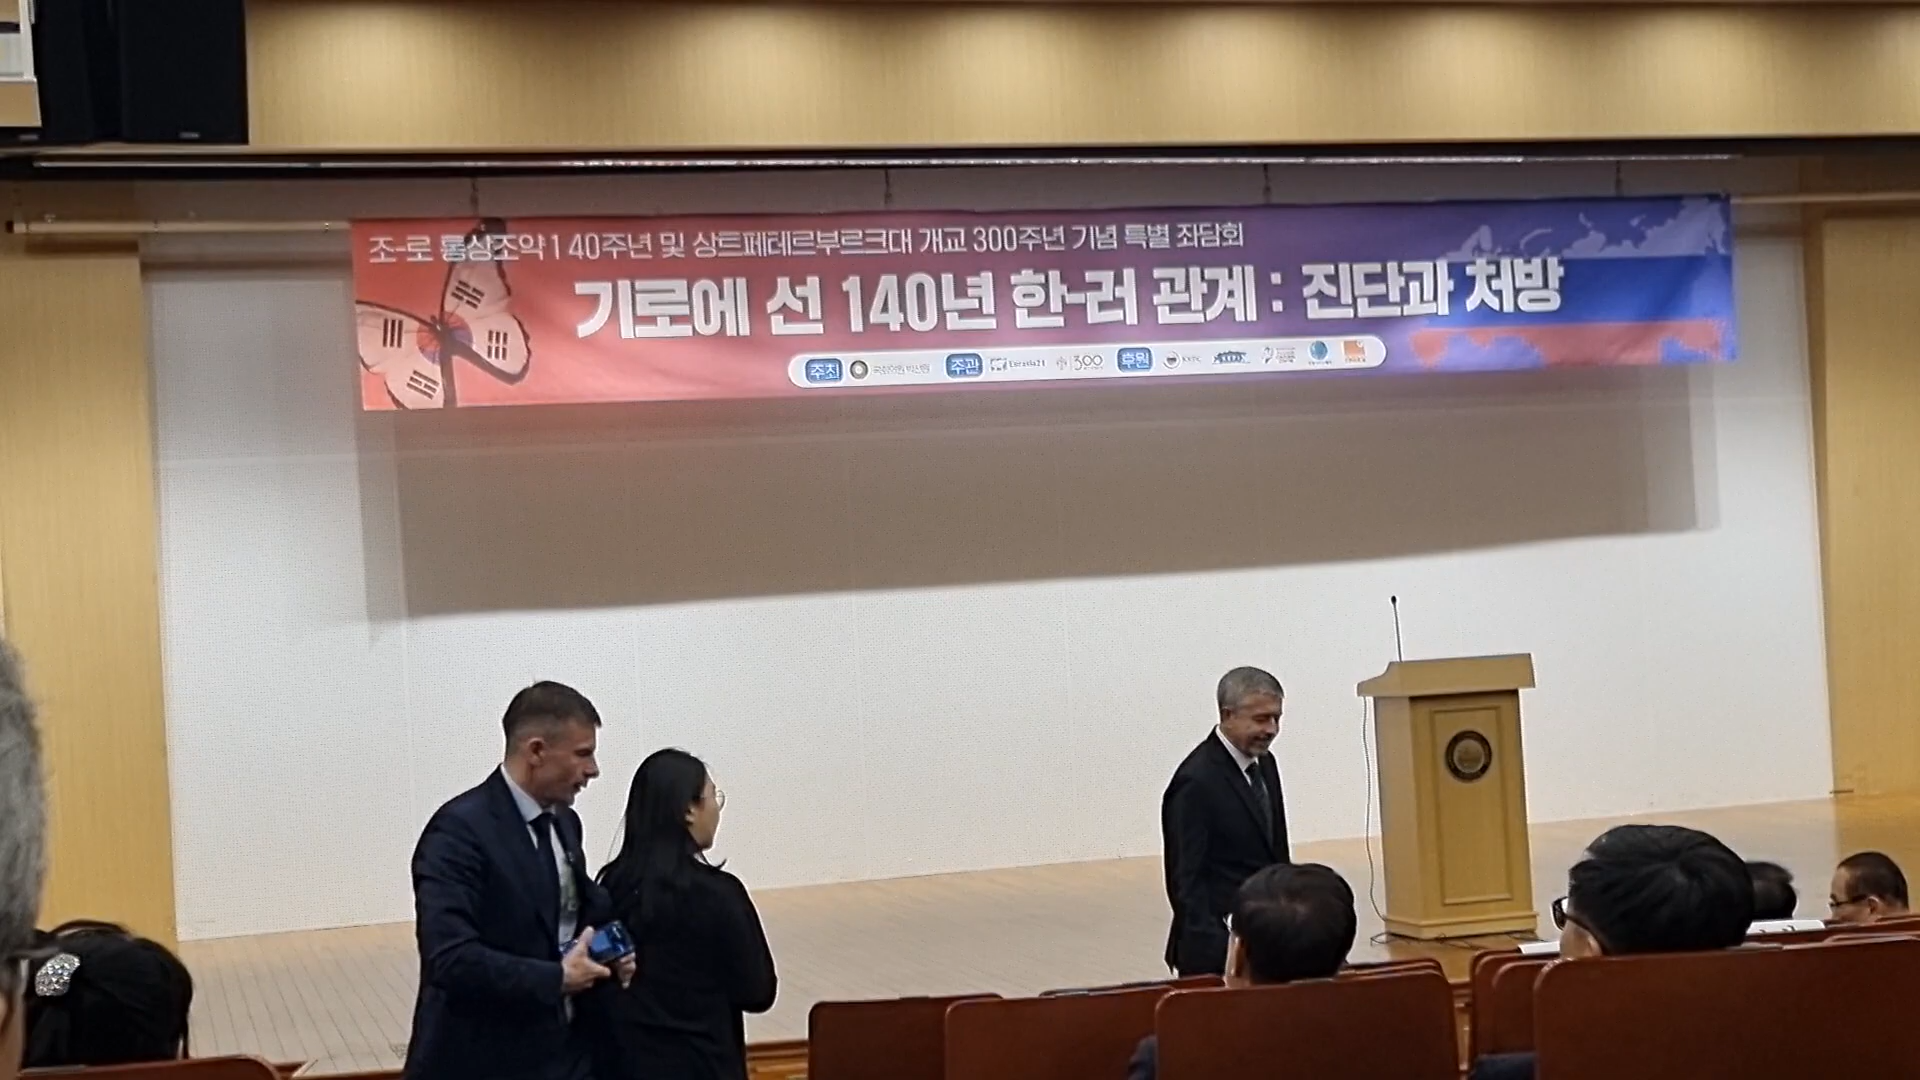 조-로 통상조약140주년 및 상트페테르부르크대 개교 300주년 기념 특별 좌담회
기로에 선 140년 한-러 관계 : 진단과 처방
주최 주관 Eurasia21 300 후원